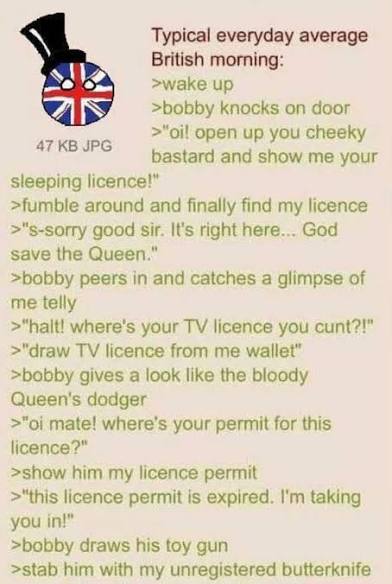 Typical everyday average
British morning:
>wake up
>bobby knocks on door
>"oi! open up you cheeky
47 KB JPG
bastard and show me your
sleeping licence!"
>fumble around and finally find my licence
>"s-sorry good sir. It's right here... God
save the Queen."
>bobby peers in and catches a glimpse of
me telly
>"halt! where's your TV licence you cunt?!"
>"draw TV licence from me wallet"
>bobby gives a look like the bloody
Queen's dodger
>"oi mate! where's your permit for this
licence?"
>show him my licence permit
>"this licence permit is expired. I'm taking
you in!"
>bobby draws his toy gun
>stab him with my unregistered butterknife